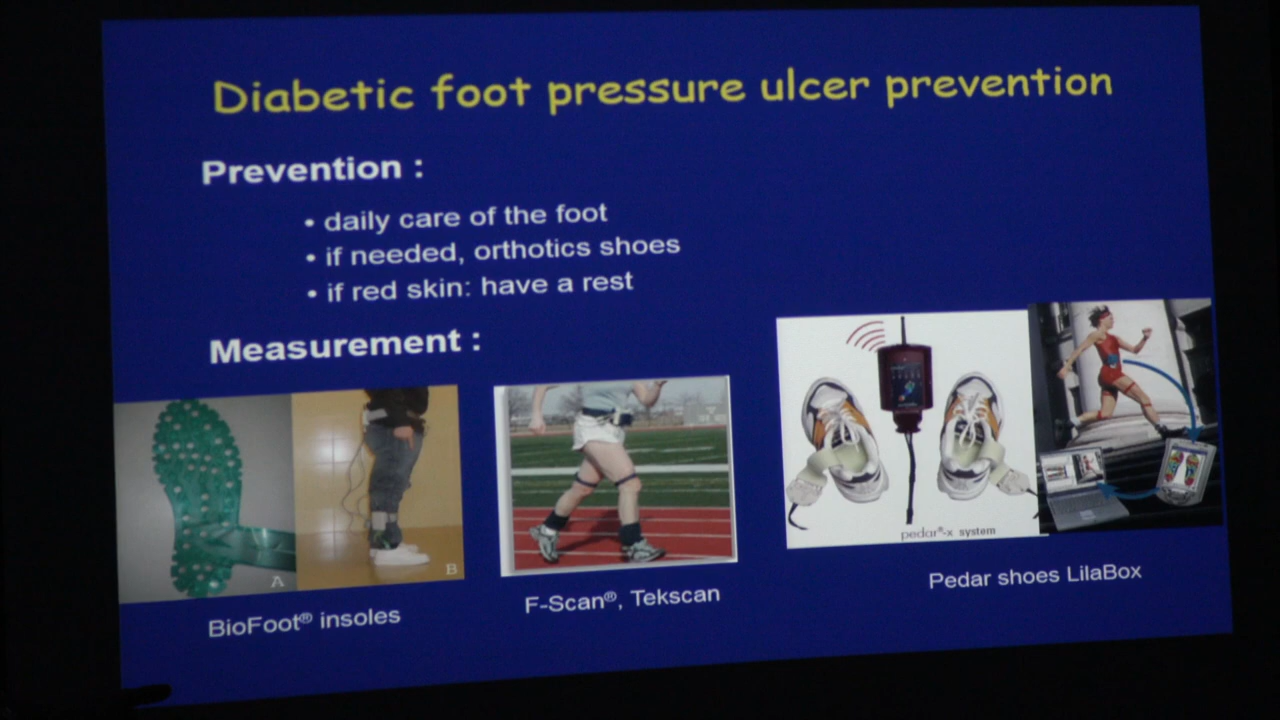 Diabetic foot pressure ulcer prevention
Prevention :
• daily care of the foot
• if needed, orthotics shoes
• if red skin: have a rest
Measurement :
A
B
pedar®-x system
BioFoot® insoles
F-Scan®, Tekscan
Pedar shoes LilaBox